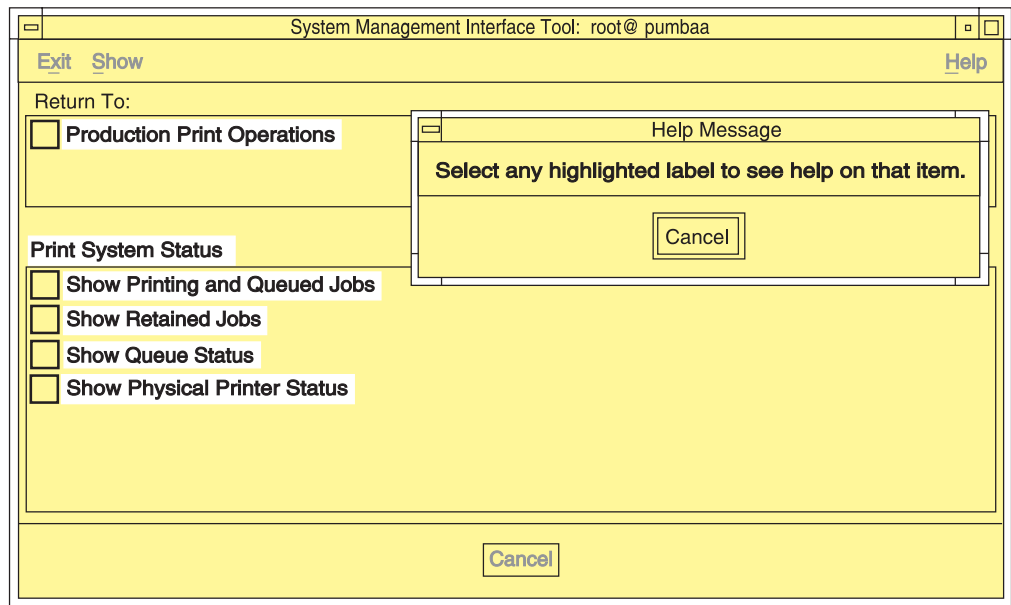 System Management Interface Tool: root@ pumbaa
Exit Show Help
Return To:
Production Print Operations
Help Message
Select any highlighted label to see help on that item.
Cancel
Print System Status
Show Printing and Queued Jobs
Show Retained Jobs
Show Queue Status
Show Physical Printer Status
Cancel